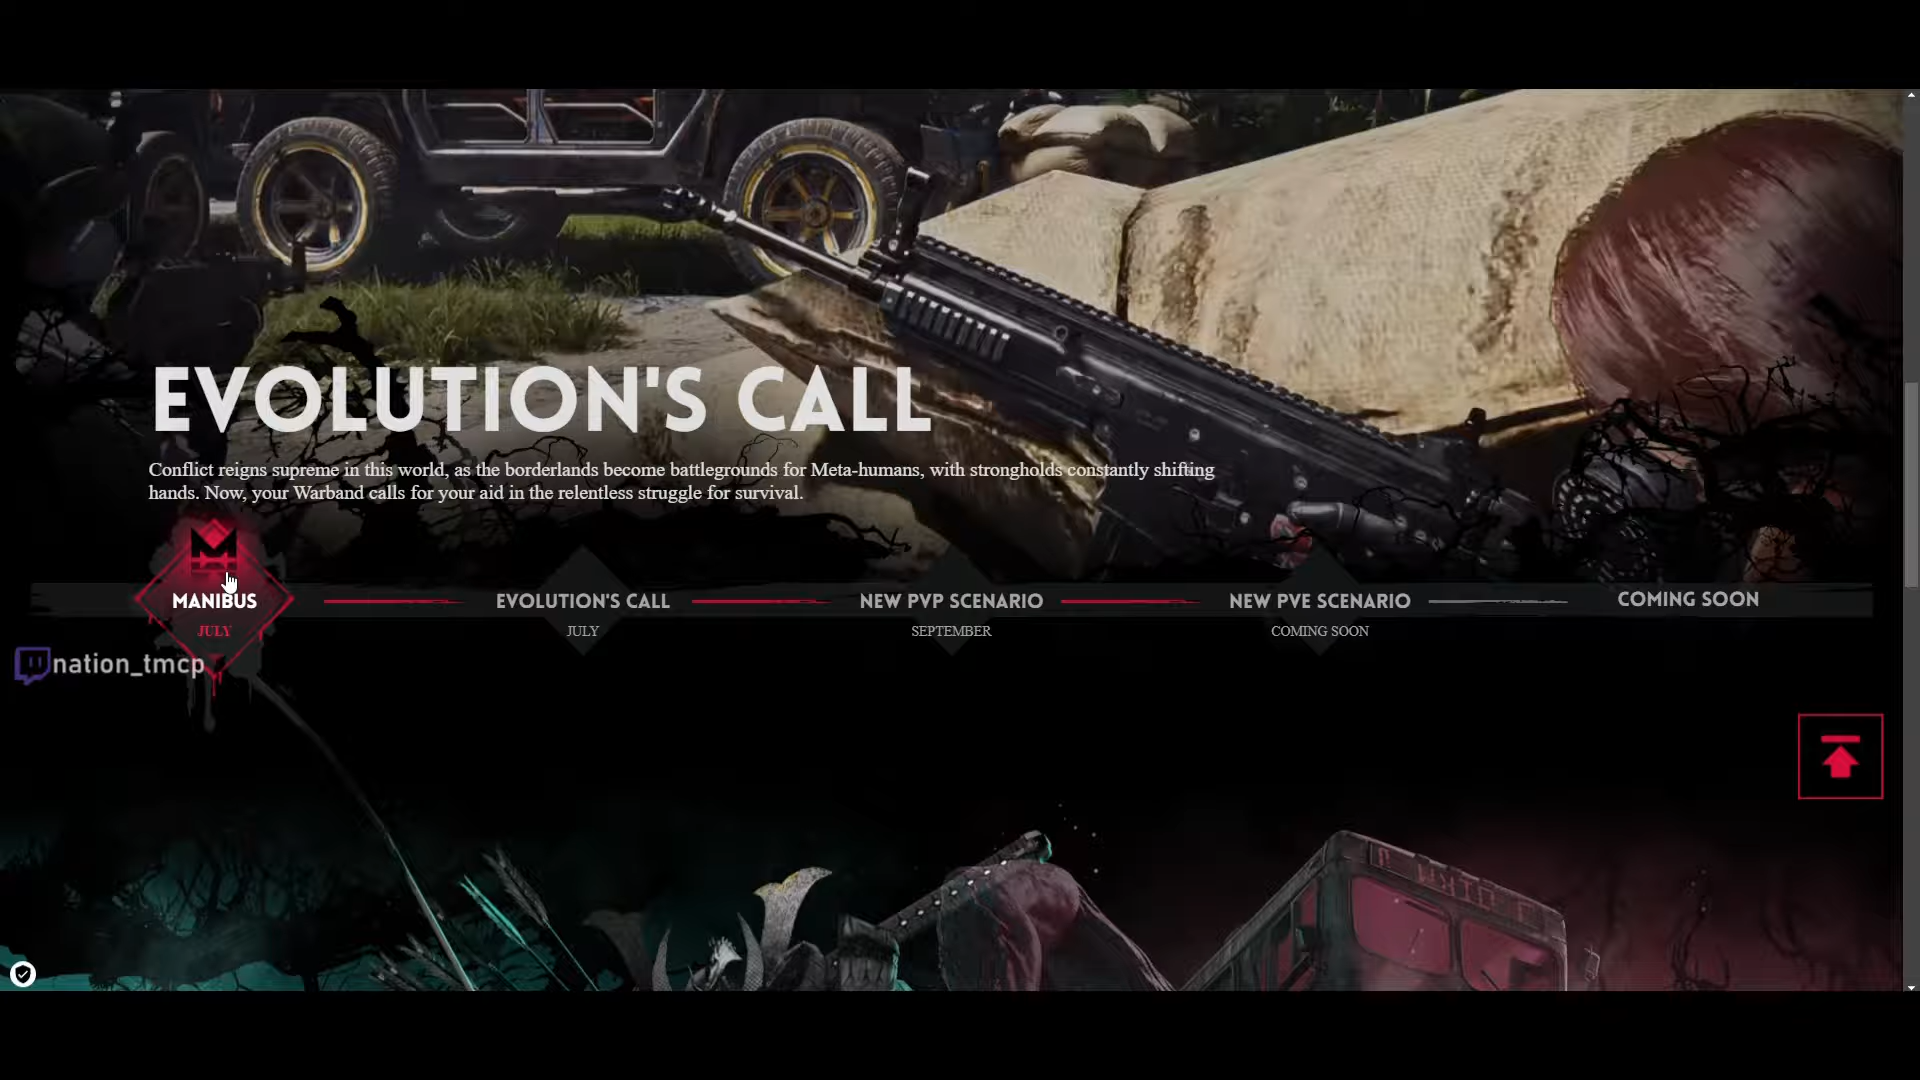 EVOLUTION'S CALL
Conflict reigns supreme in this world, as the borderlands become battlegrounds for Meta-humans, with strongholds constantly shifting
hands. Now, your Warband calls for your aid in the relentless struggle for survival.
MANIBUS
JULY
EVOLUTION'S CALL
JULY
NEW PVP SCENARIO
SEPTEMBER
NEW PVE SCENARIO
COMING SOON
COMING SOON
nation_tmcp